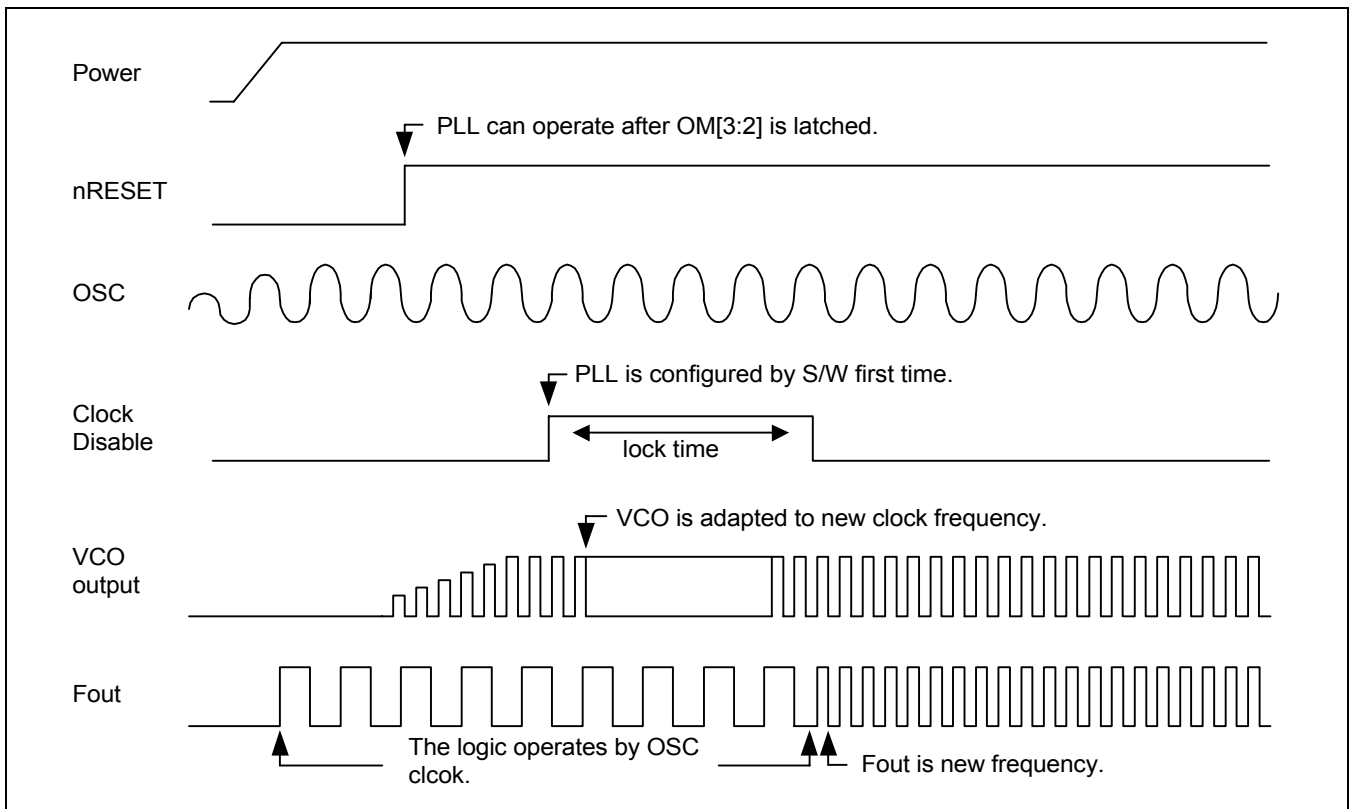 Power
PLL can operate after OM[3:2] is latched.
nRESET
OSC
PLL is configured by S/W first time.
Clock
Disable
lock time
VCO is adapted to new clock frequency.
VCO
output
Fout
The logic operates by OSC
clcok.
Fout is new frequency.